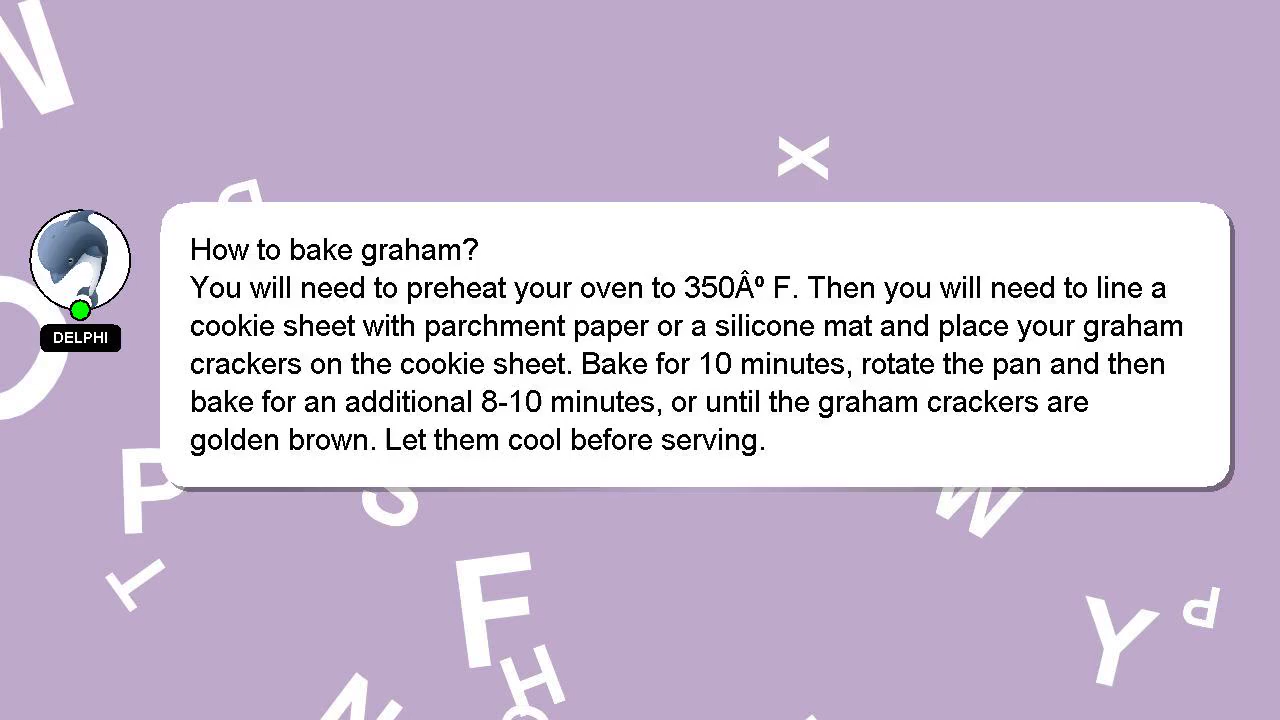 N
X
D
How to bake graham?
You will need to preheat your oven to 350Âº F. Then you will need to line a
cookie sheet with parchment paper or a silicone mat and place your graham
DELPHI
crackers on the cookie sheet. Bake for 10 minutes, rotate the pan and then
bake for an additional 8-10 minutes, or until the graham crackers are
golden brown. Let them cool before serving.
O
P
S
W
T
F
Y
P
H
N